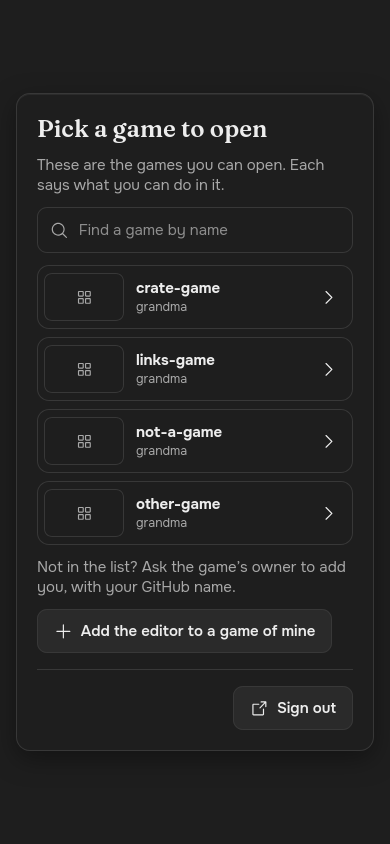 Pick a game to open
These are the games you can open. Each
says what you can do in it.
Find a game by name
crate-game
grandma
links-game
grandma
not-a-game
grandma
other-game
grandma
Not in the list? Ask the game's owner to add
you, with your GitHub name.
Add the editor to a game of mine
Sign out